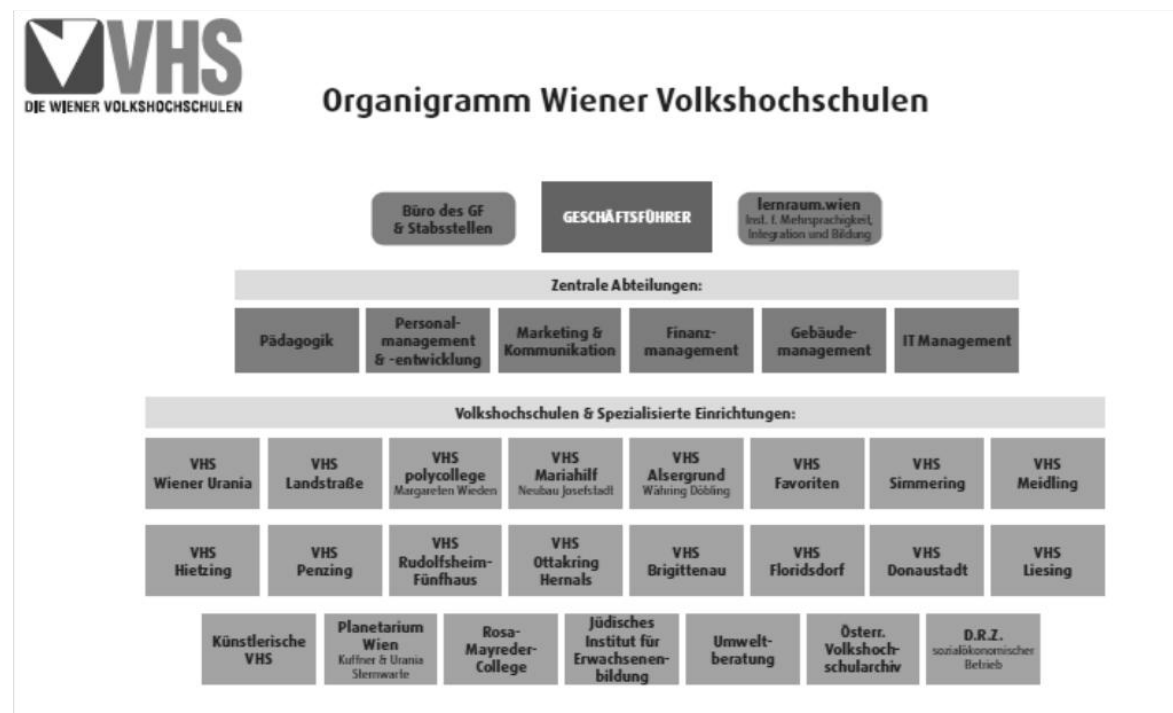 VHS
DIE WIENER VOLKSHOCHSCHULEN
Organigramm Wiener Volkshochschulen
Büro des GF
& Stabsstellen
GESCHÄFTSFÜHRER
lernraum.wien
Inst. f. Mehrsprachigkeit,
Integration und Bildung
Zentrale Abteilungen:
Pädagogik
Personal-
management
& -entwicklung
Marketing &
Kommunikation
Finanz-
management
Gebäude-
management
IT Management
Volkshochschulen & Spezialisierte Einrichtungen:
VHS
Wiener Urania
VHS
Landstraße
VHS
polycollege
Margareten Wieden
VHS
Mariahilf
Neubau Josefstadt
VHS
Alsergrund
Währing Döbling
VHS
Favoriten
VHS
Simmering
VHS
Meidling
VHS
Hietzing
VHS
Penzing
VHS
Rudolfsheim-
Fünfhaus
VHS
Ottakring
Hernals
VHS
Brigittenau
VHS
Floridsdorf
VHS
Donaustadt
VHS
Liesing
Künstlerische
VHS
Planetarium
Wien
Kuffner & Urania
Sternwarte
Rosa-
Mayreder-
College
Jüdisches
Institut für
Erwachsenen-
bildung
Umwelt-
beratung
Österr.
Volkshoch-
schularchiv
D.R.Z.
sozialökonomischer
Betrieb